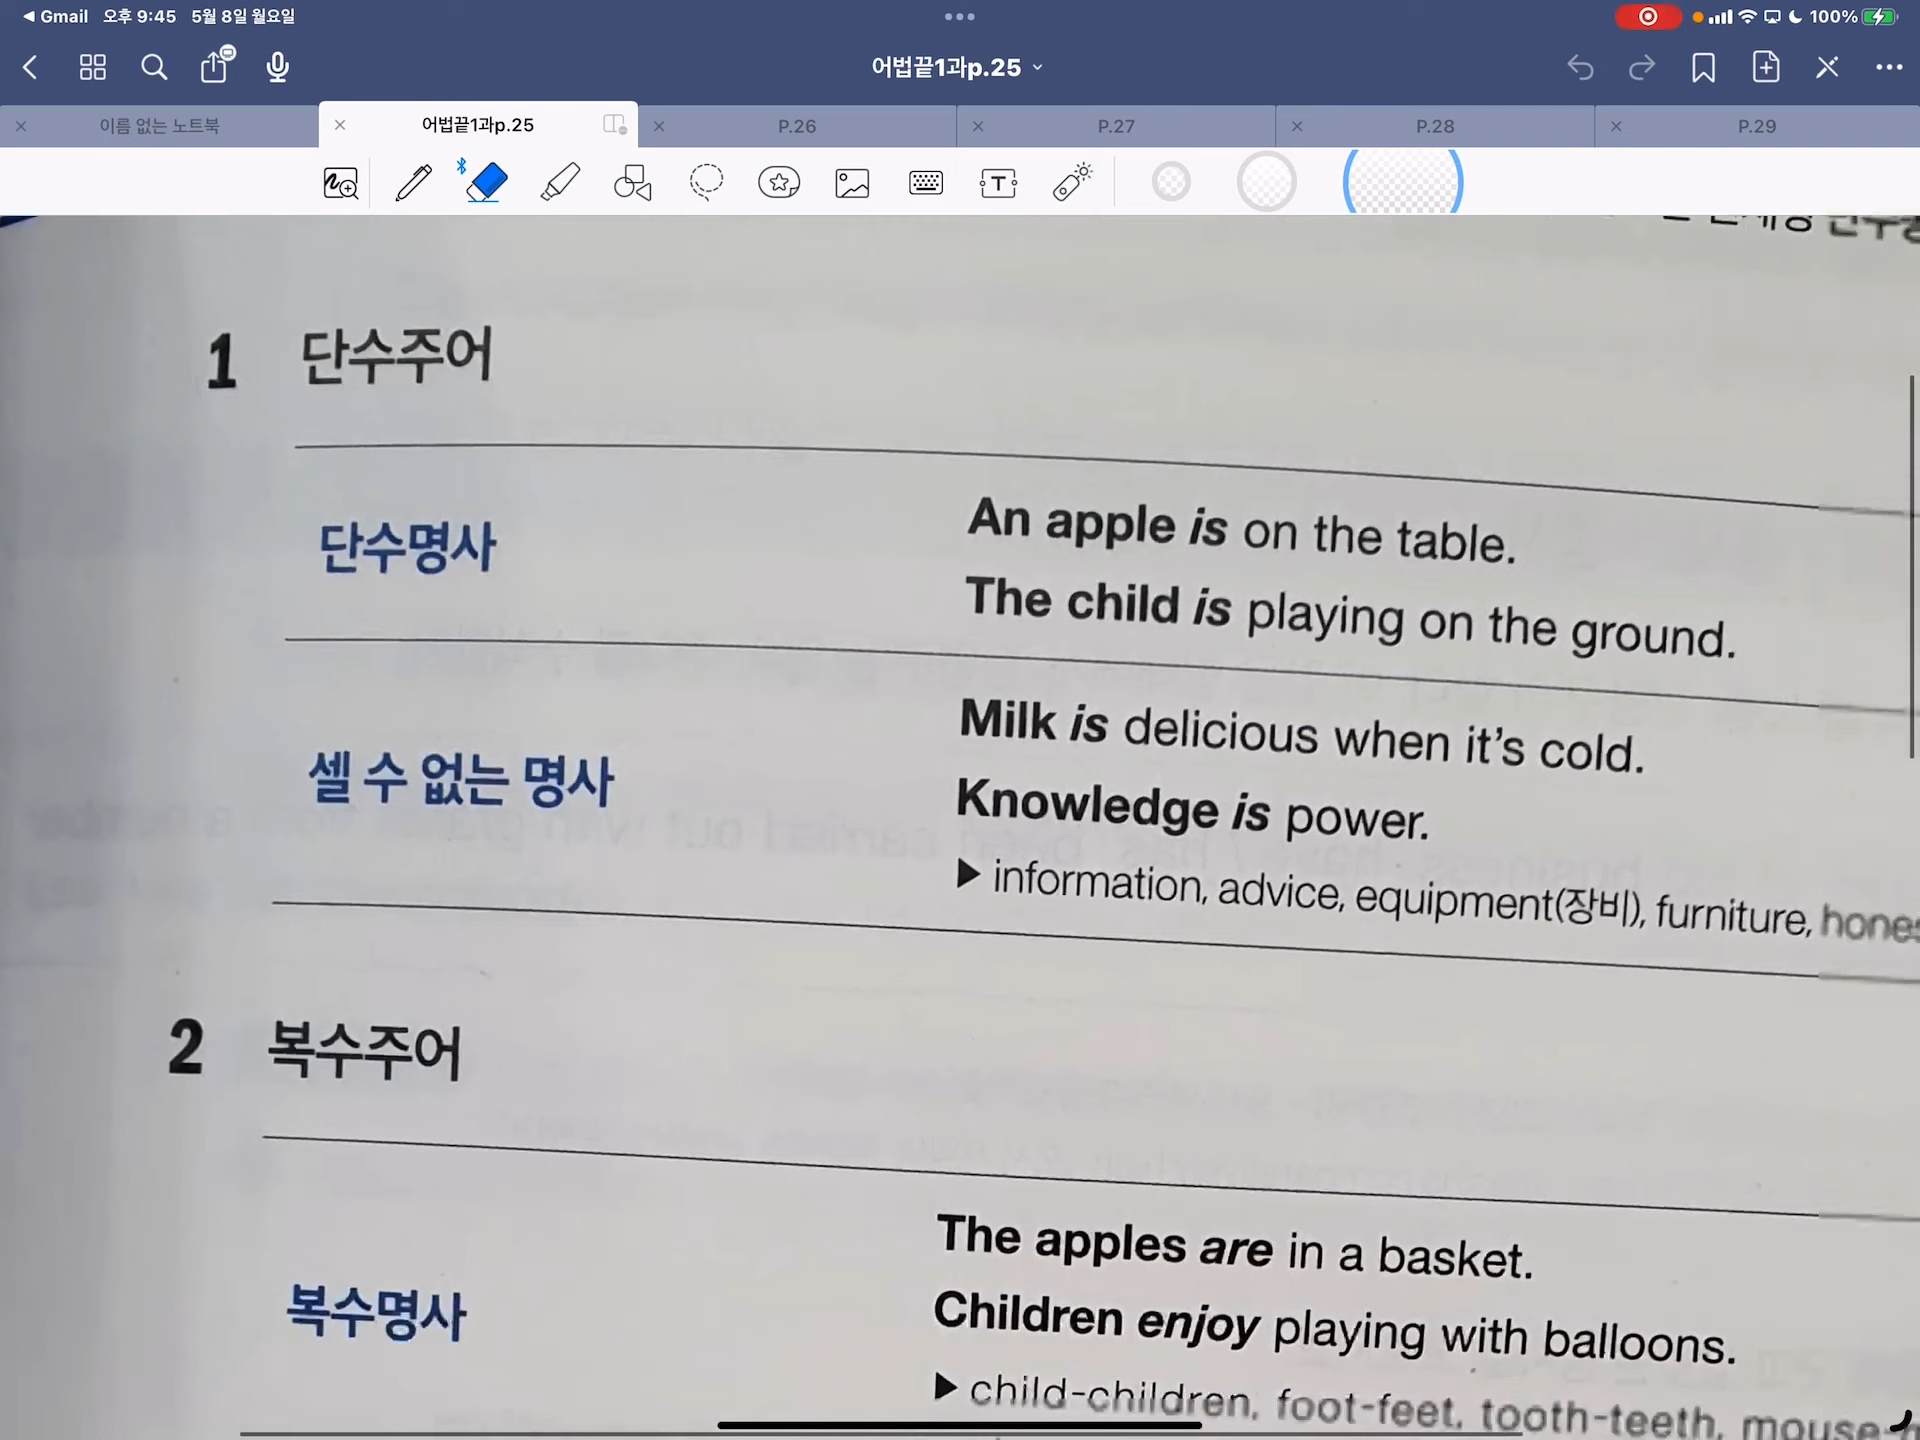 ◀ Gmail 오후 9:45 5월 8일 월요일
100%
어법끝1과p.25
이름 없는 노트북
어법끝1과p.25
P.26
P.27
P.28
P.29
T
1 단수주어
단수명사
An apple is on the table.
The child is playing on the ground.
셀 수 없는 명사
Milk is delicious when it's cold.
Knowledge is power.
▶ information, advice, equipment(장비), furniture,
2 복수주어
복수명사
The apples are in a basket.
Children enjoy playing with balloons.
▶ child-children, foot-feet, tooth-teeth,